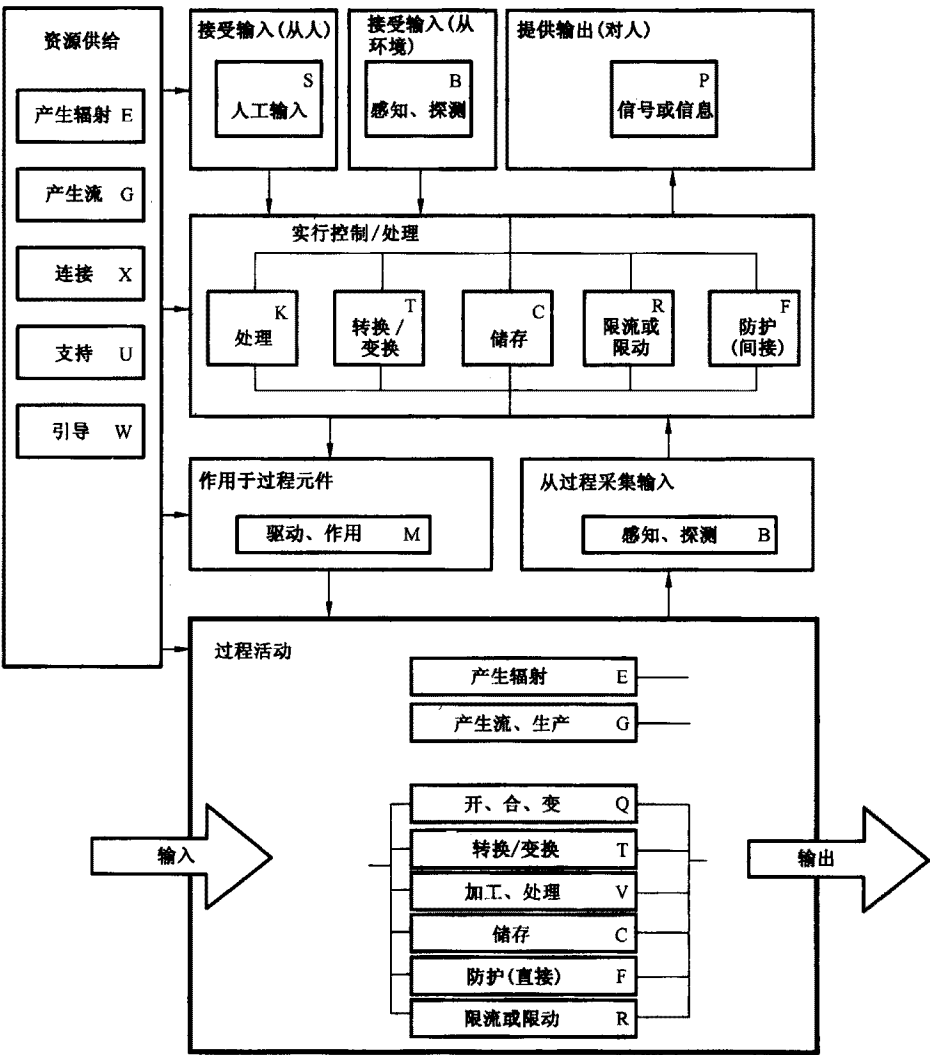 资源供给
产生辐射 E
产生流 G
连接 X
支持 U
引导 W
接受输入(从人)
S
人工输入
接受输入(从
环境)
B
感知、探测
提供输出(对人)
P
信号或信息
实行控制/处理
K
处理
T
转换/
变换
C
储存
R
限流或
限动
F
防护
(间接)
作用于过程元件
驱动、作用 M
从过程采集输入
感知、探测 B
过程活动
产生辐射 E
产生流、生产 G
开、合、变 Q
转换/变换 T
加工、处理 V
储存 C
防护(直接) F
限流或限动 R
输入
输出